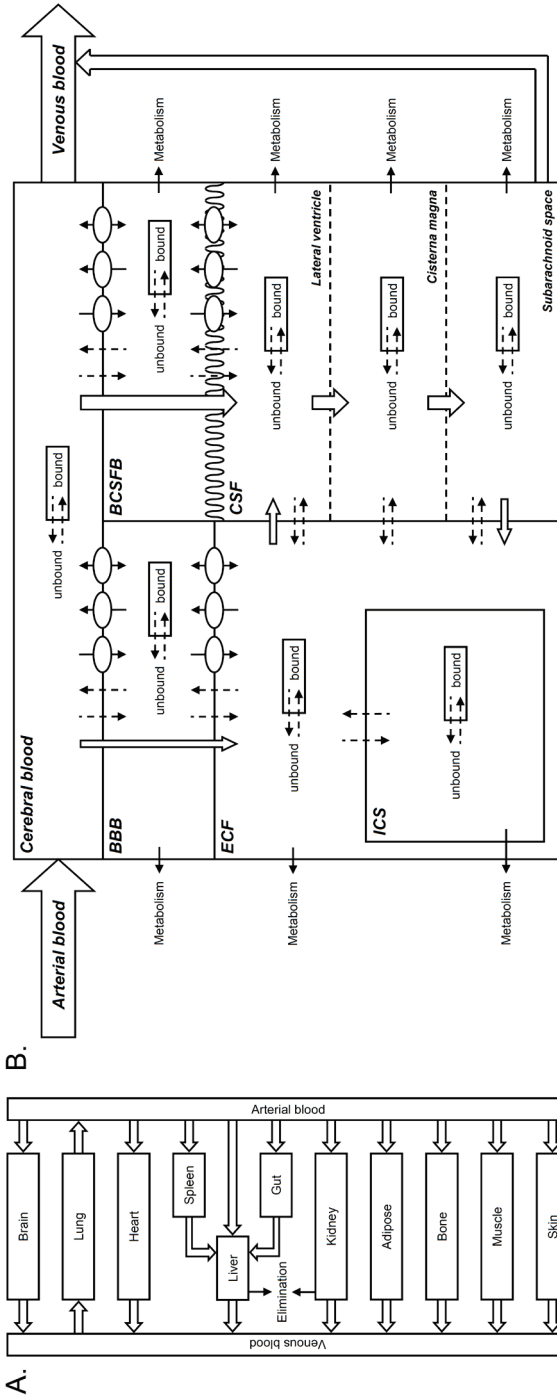 A.
Arterial blood
Brain
Lung
Heart
Spleen
Liver
Gut
Elimination
Kidney
Adipose
Bone
Muscle
Skin
Venous blood
B.
Arterial blood
Cerebral blood
Venous blood
unbound
bound
BBB
unbound
bound
Metabolism
BCSFB
unbound
bound
Metabolism
ECF
unbound
bound
Metabolism
ICS
unbound
bound
Metabolism
CSF
unbound
bound
Metabolism
Lateral ventricle
unbound
bound
Metabolism
Cisterna magna
unbound
bound
Metabolism
Subarachnoid space